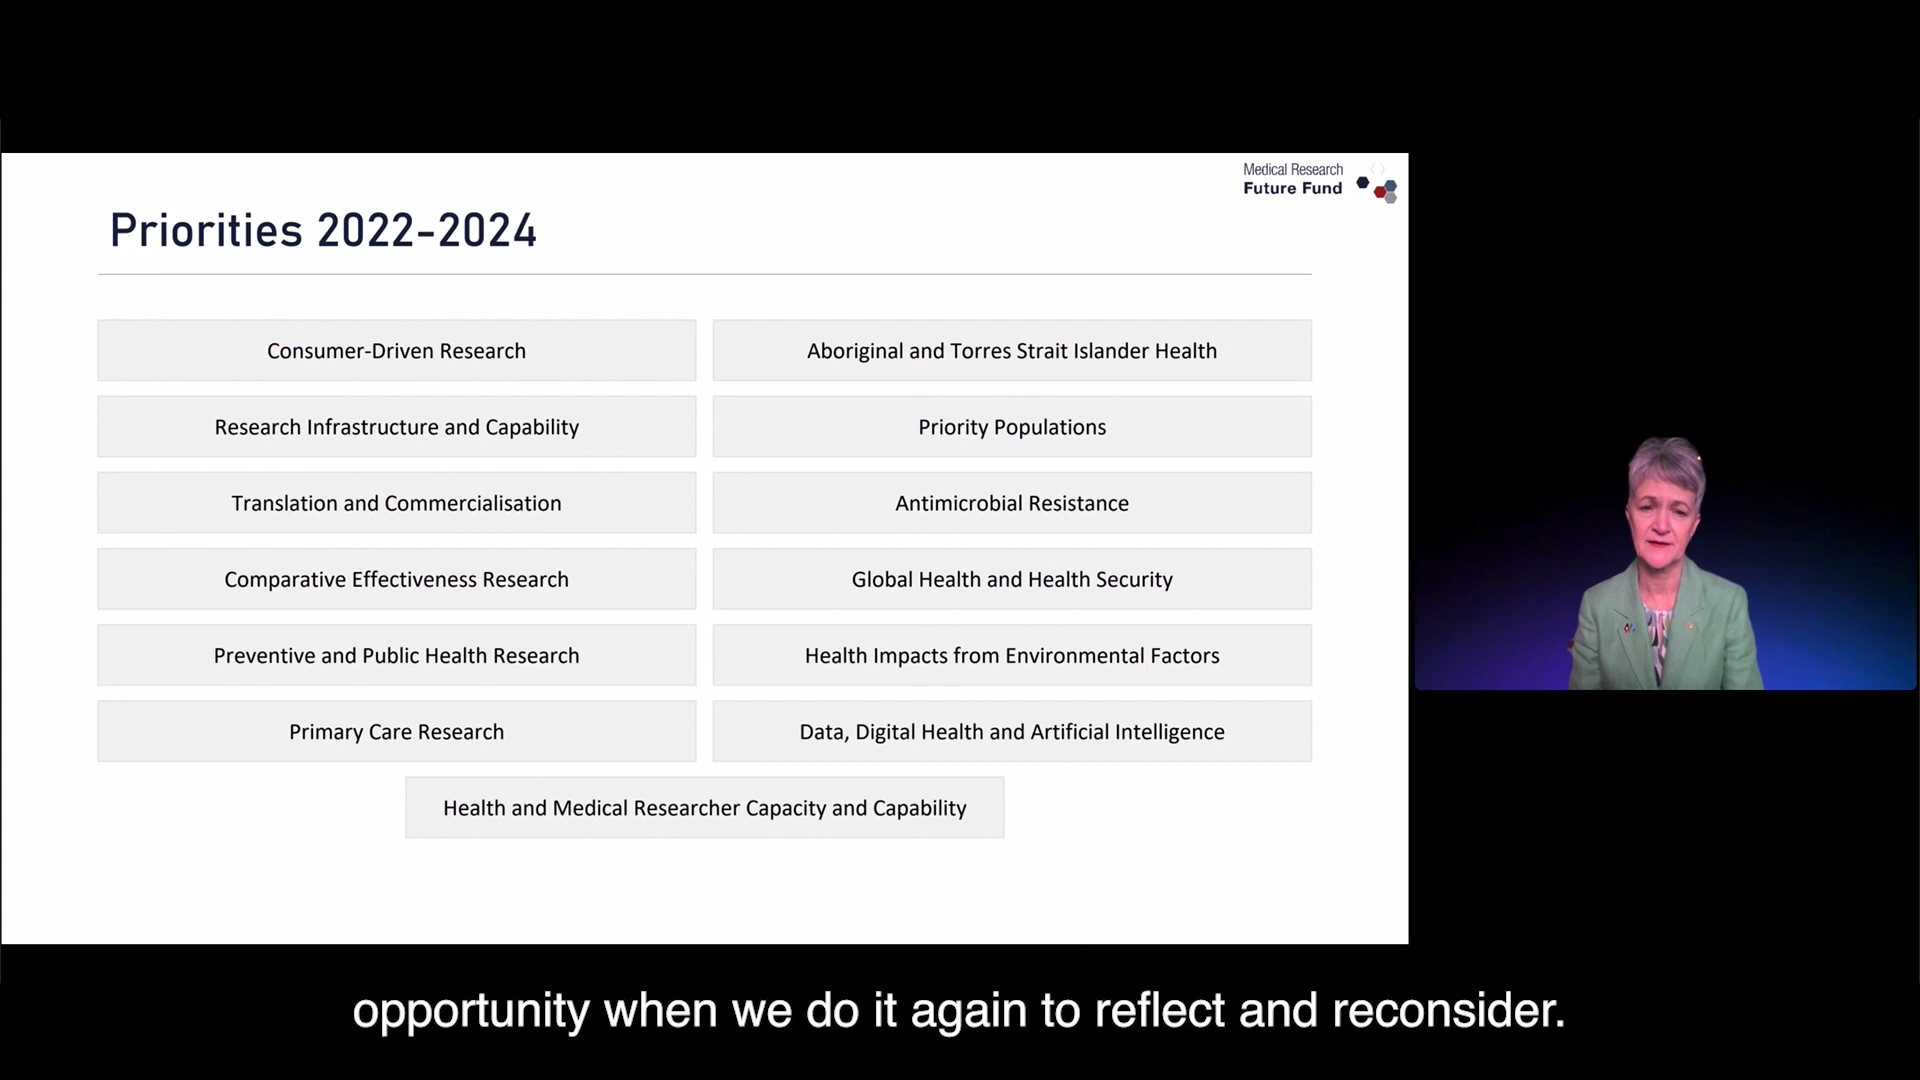 Medical Research
Future Fund
Priorities 2022-2024
Consumer-Driven Research
Aboriginal and Torres Strait Islander Health
Research Infrastructure and Capability
Priority Populations
Translation and Commercialisation
Antimicrobial Resistance
Comparative Effectiveness Research
Global Health and Health Security
Preventive and Public Health Research
Health Impacts from Environmental Factors
Primary Care Research
Data, Digital Health and Artificial Intelligence
Health and Medical Researcher Capacity and Capability
opportunity when we do it again to reflect and reconsider.